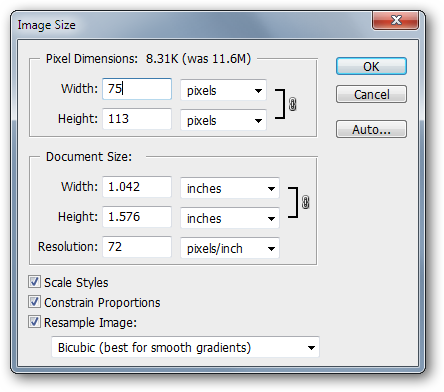 Image Size
Pixel Dimensions: 8.31K (was 11.6M)
Width: 75 pixels
Height: 113 pixels
OK
Cancel
Auto...
Document Size:
Width: 1.042 inches
Height: 1.576 inches
Resolution: 72 pixels/inch
Scale Styles
Constrain Proportions
Resample Image:
Bicubic (best for smooth gradients)